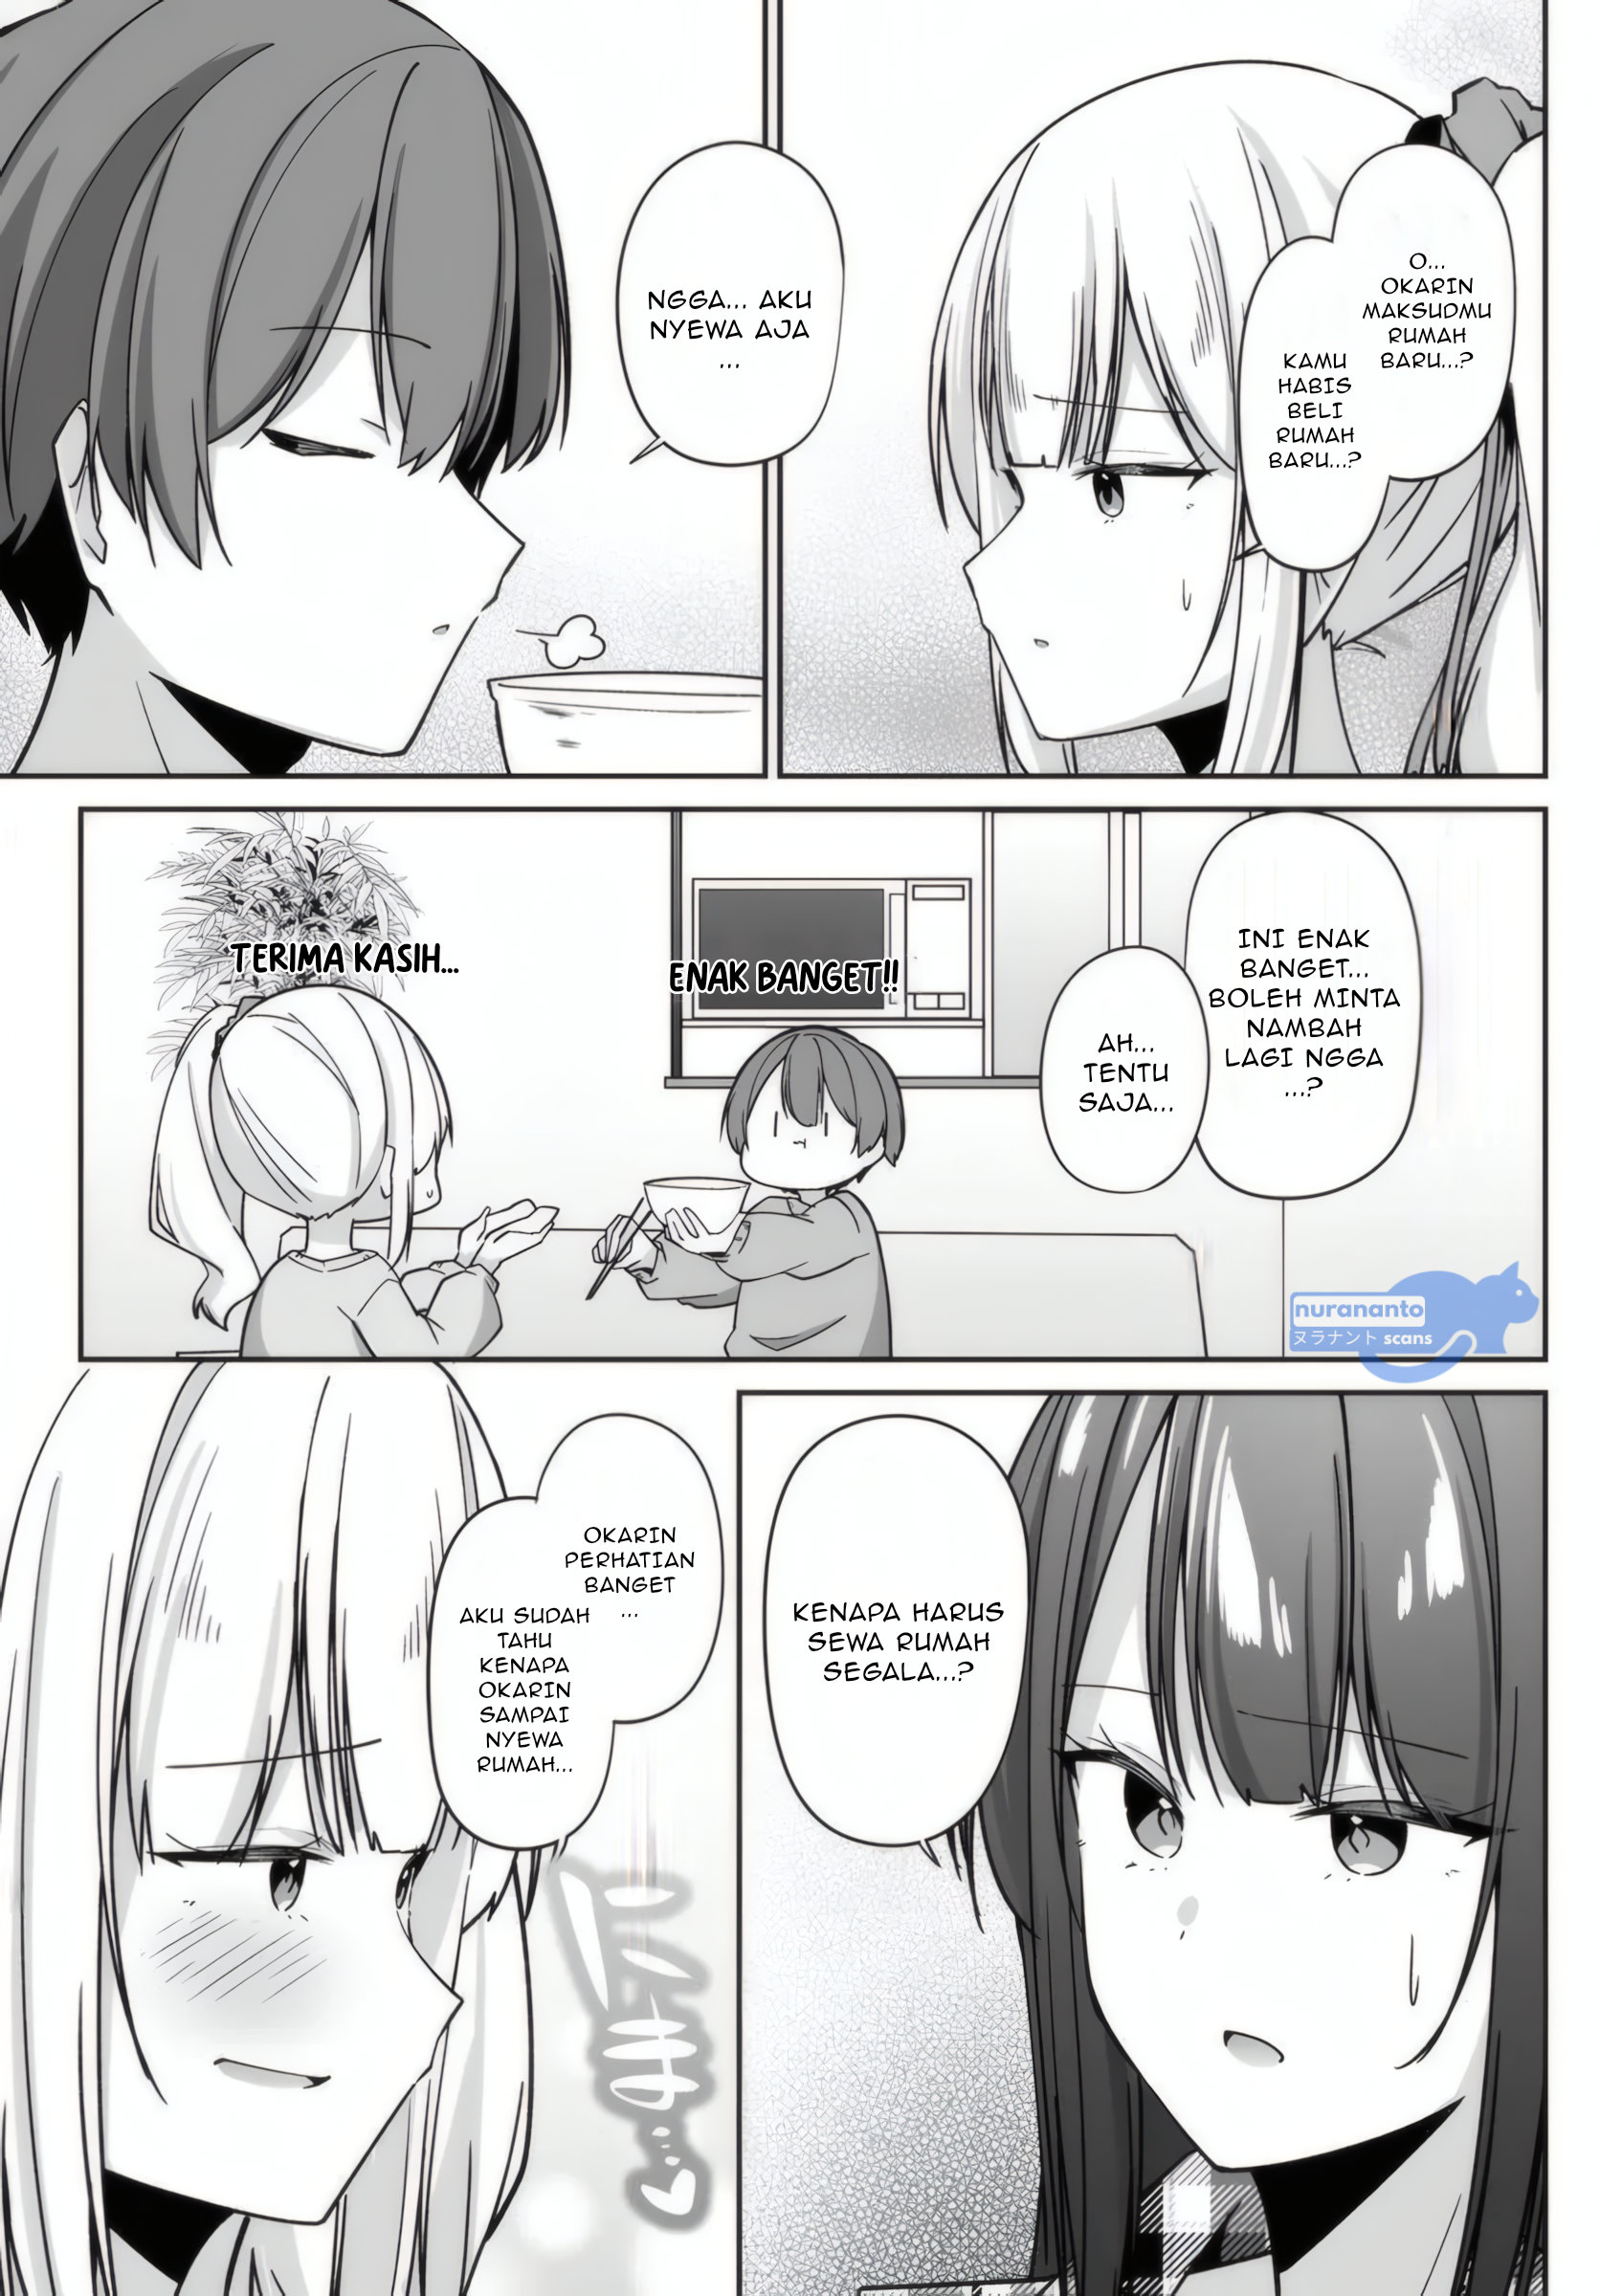 O...
OKARIN
MAKSUDMU
RUMAH
BARU...?
KAMU
HABIS
BELI
RUMAH
BARU...?
NGGA... AKU
NYEWA AJA
...
INI ENAK
BANGET...
BOLEH MINTA
NAMBAH
LAGI NGGA
...?
AH...
TENTU
SAJA...
ENAK BANGET!!
TERIMA KASIH...
nurananto
ヌラナント scans
KENAPA HARUS
SEWA RUMAH
SEGALA...?
OKARIN
PERHATIAN
BANGET
...
AKU SUDAH
TAHU
KENAPA
OKARIN
SAMPAI
NYEWA
RUMAH...